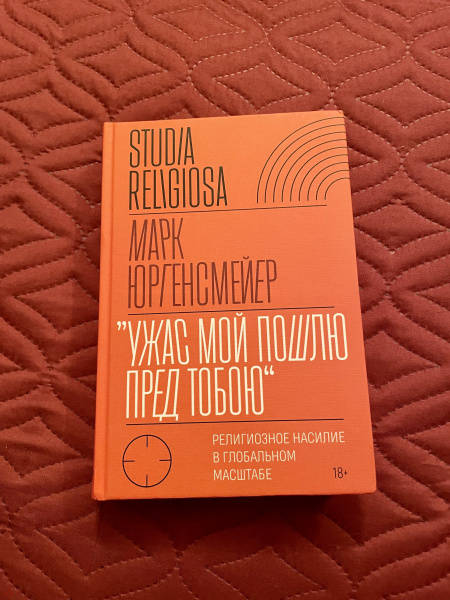 STUDIA
RELIGIOSA
МАРК
ЮРГЕНСМЕЙЕР
"УЖАС МОЙ ПОШЛЮ
ПРЕД ТОБОЮ“
РЕЛИГИОЗНОЕ НАСИЛИЕ
В ГЛОБАЛЬНОМ
МАСШТАБЕ
18+